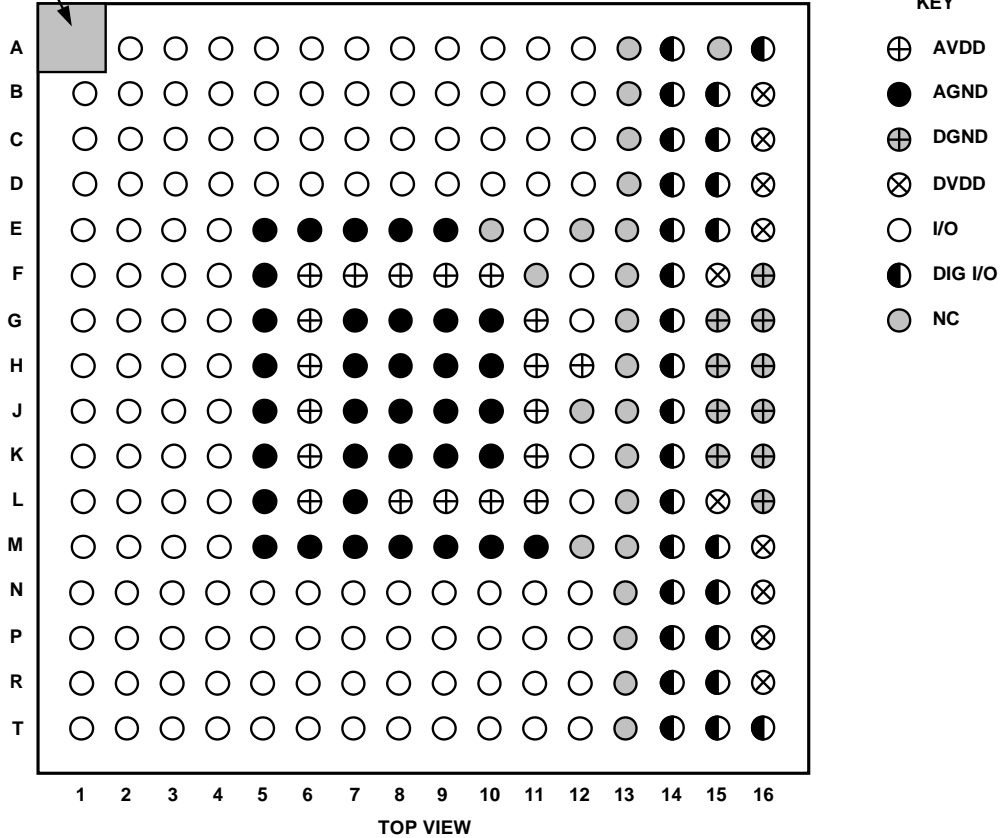 KEY
A
B
C
D
E
F
G
H
J
K
L
M
N
P
R
T
AVDD
AGND
DGND
DVDD
I/O
DIG I/O
NC
1 2 3 4 5 6 7 8 9 10 11 12 13 14 15 16
TOP VIEW